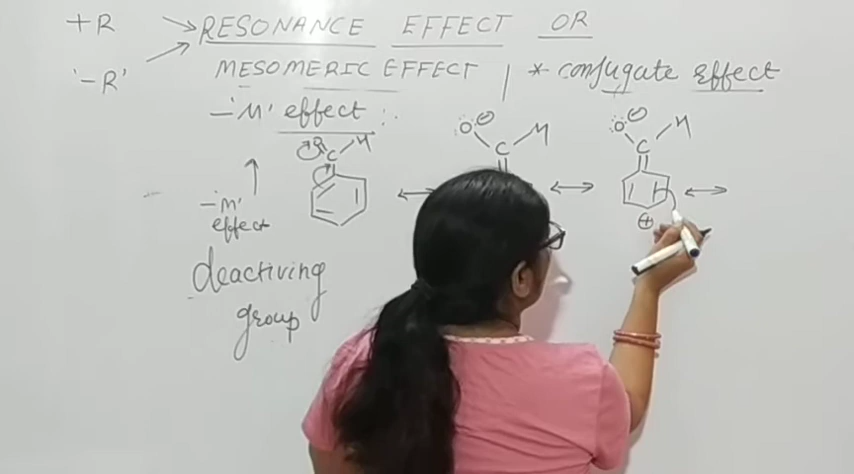 +R
RESONANCE EFFECT OR
'-R'
MESOMERIC EFFECT | * conjugate effect
-'M' effect :
O C H
O⊖ C H
O⊖ C H ⊕
-'M'
effect
deactiving
group